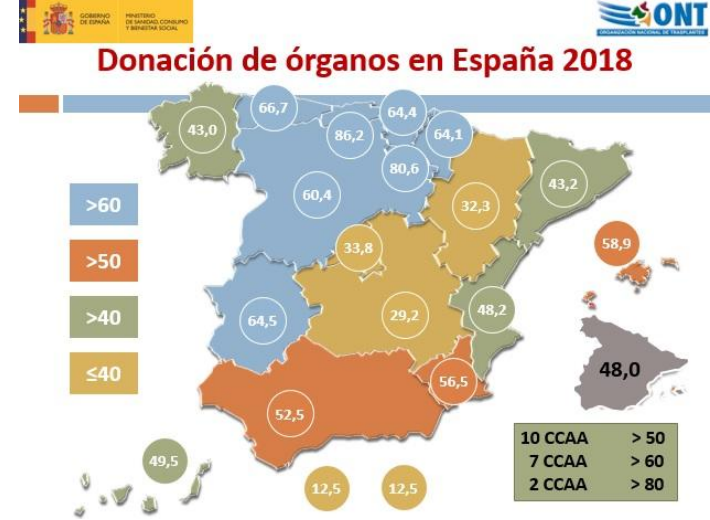 GOBIERNO
DE ESPAÑA
MINISTERIO
DE SANIDAD, CONSUMO
Y BIENESTAR SOCIAL
ONT
ORGANIZACIÓN NACIONAL DE TRASPLANTES
Donación de órganos en España 2018
66,7
64,4
43,0
86,2
64,1
80,6
60,4
43,2
32,3
>60
33,8
58,9
>50
64,5
29,2
48,2
>40
48,0
≤40
56,5
52,5
10 CCAA > 50
7 CCAA > 60
2 CCAA > 80
49,5
12,5
12,5